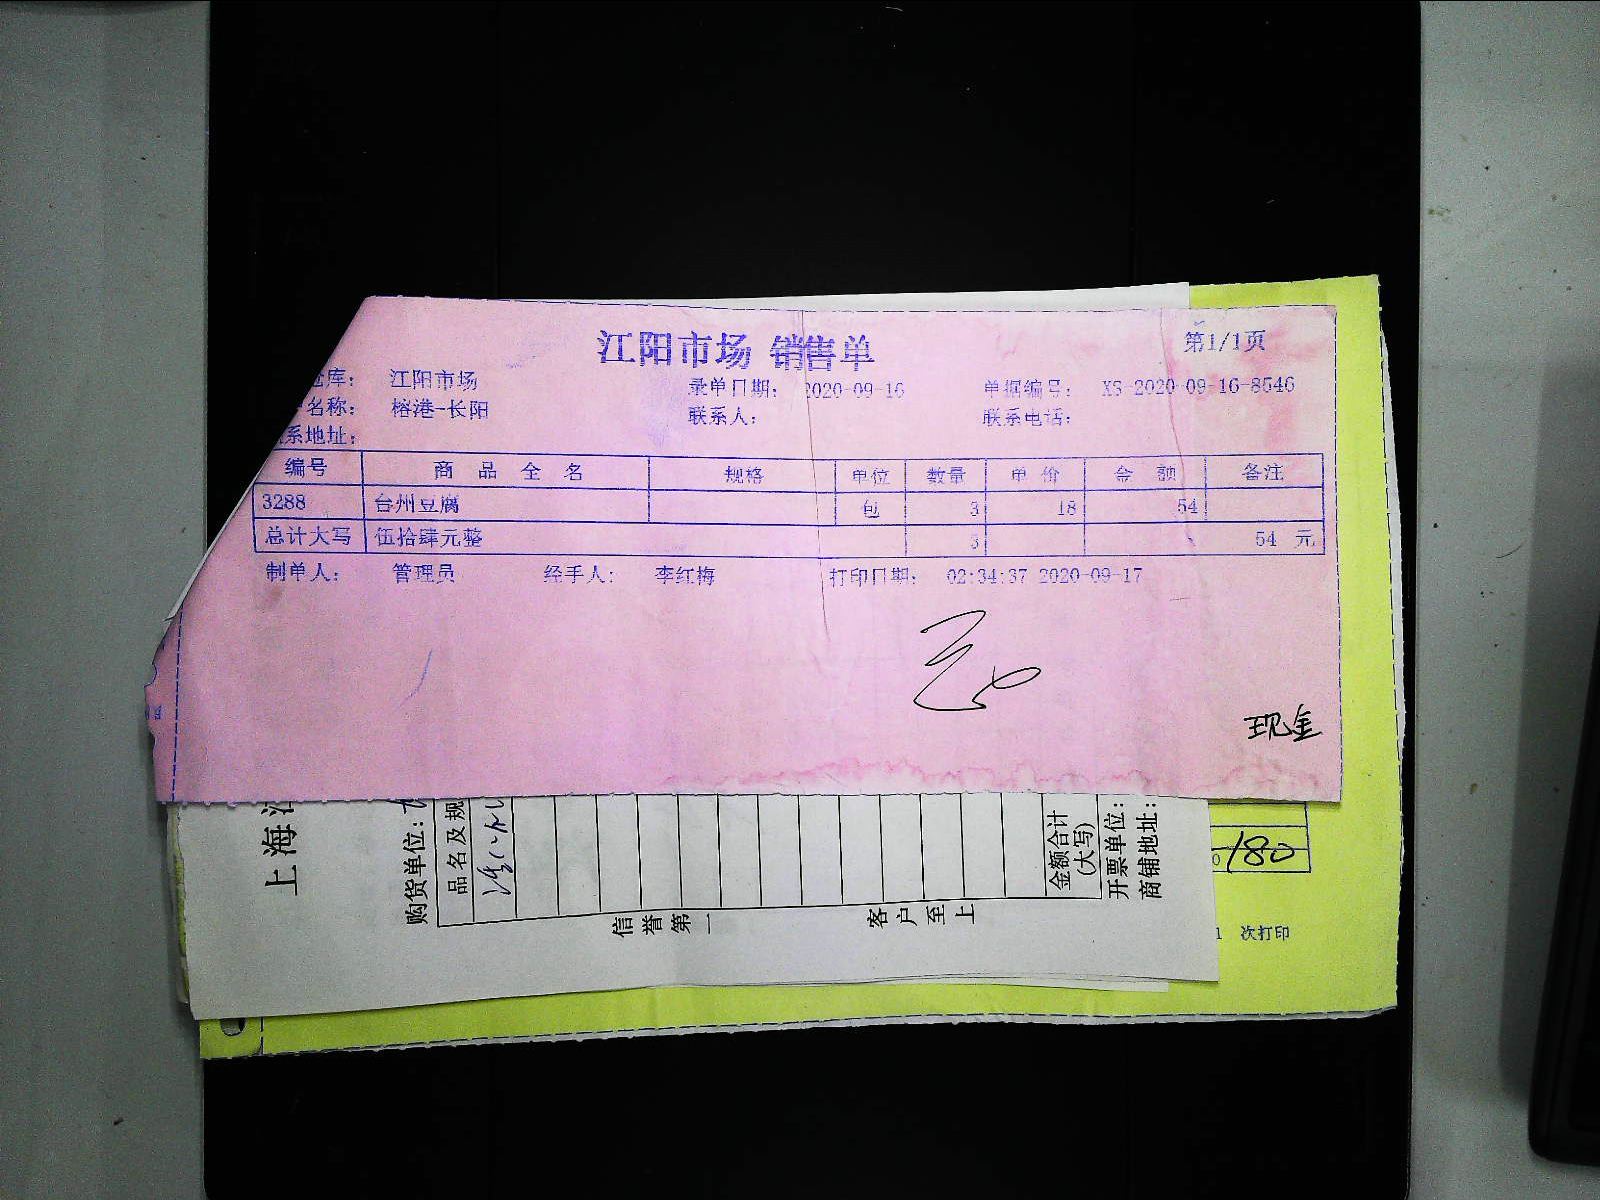 江阳市场 销售单
第1/1页
库： 江阳市场 录单日期： 2020-09-16 单据编号： XS-2020-09-16-8546
名称： 榕港-长阳 联系人： 联系电话：
系地址：
编号 商品全名 规格 单位 数量 单价 金额 备注
3288 台州豆腐 包 3 18 54
总计大写 伍拾肆元整 3 54 元
制单人： 管理员 经手人： 李红梅 打印日期： 02:34:37 2020-09-17
现金
上海
购货单位：
品名及规
金额合计
(大写)
开票单位：
商铺地址：
信誉第一
客户至上
180
1 次打印